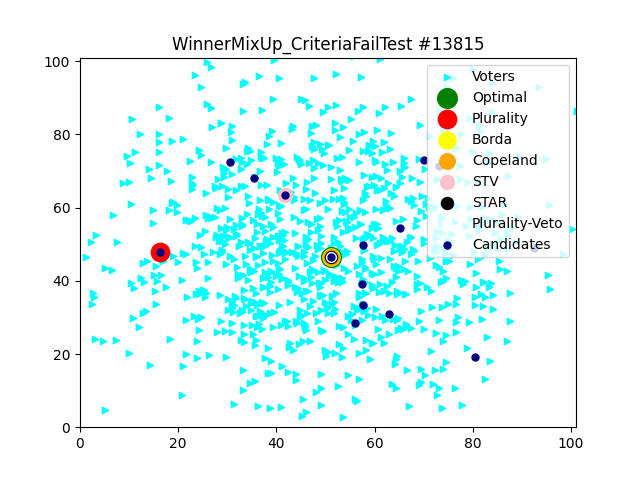 WinnerMixUp_CriteriaFailTest #13815
Voters
Optimal
Plurality
Borda
Copeland
STV
STAR
Plurality-Veto
Candidates
100
80
60
40
20
0
0
20
40
60
80
100